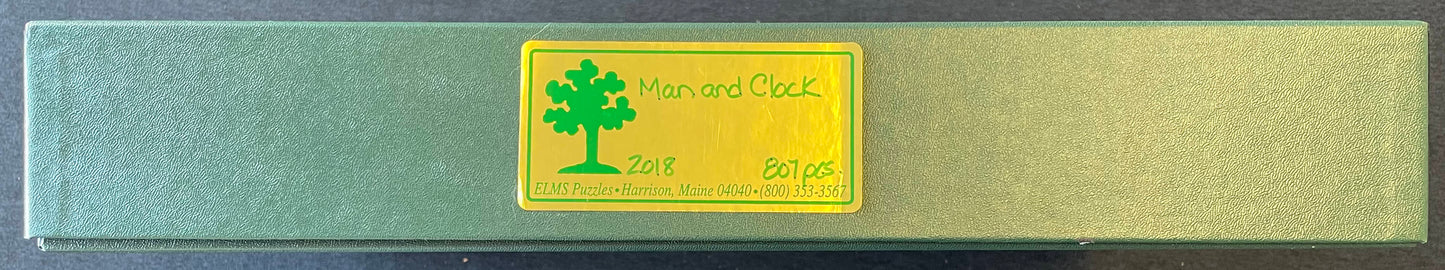 Man and Clock
2018 807 pcs.
ELMS Puzzles • Harrison, Maine 04040 • (800) 353-3567